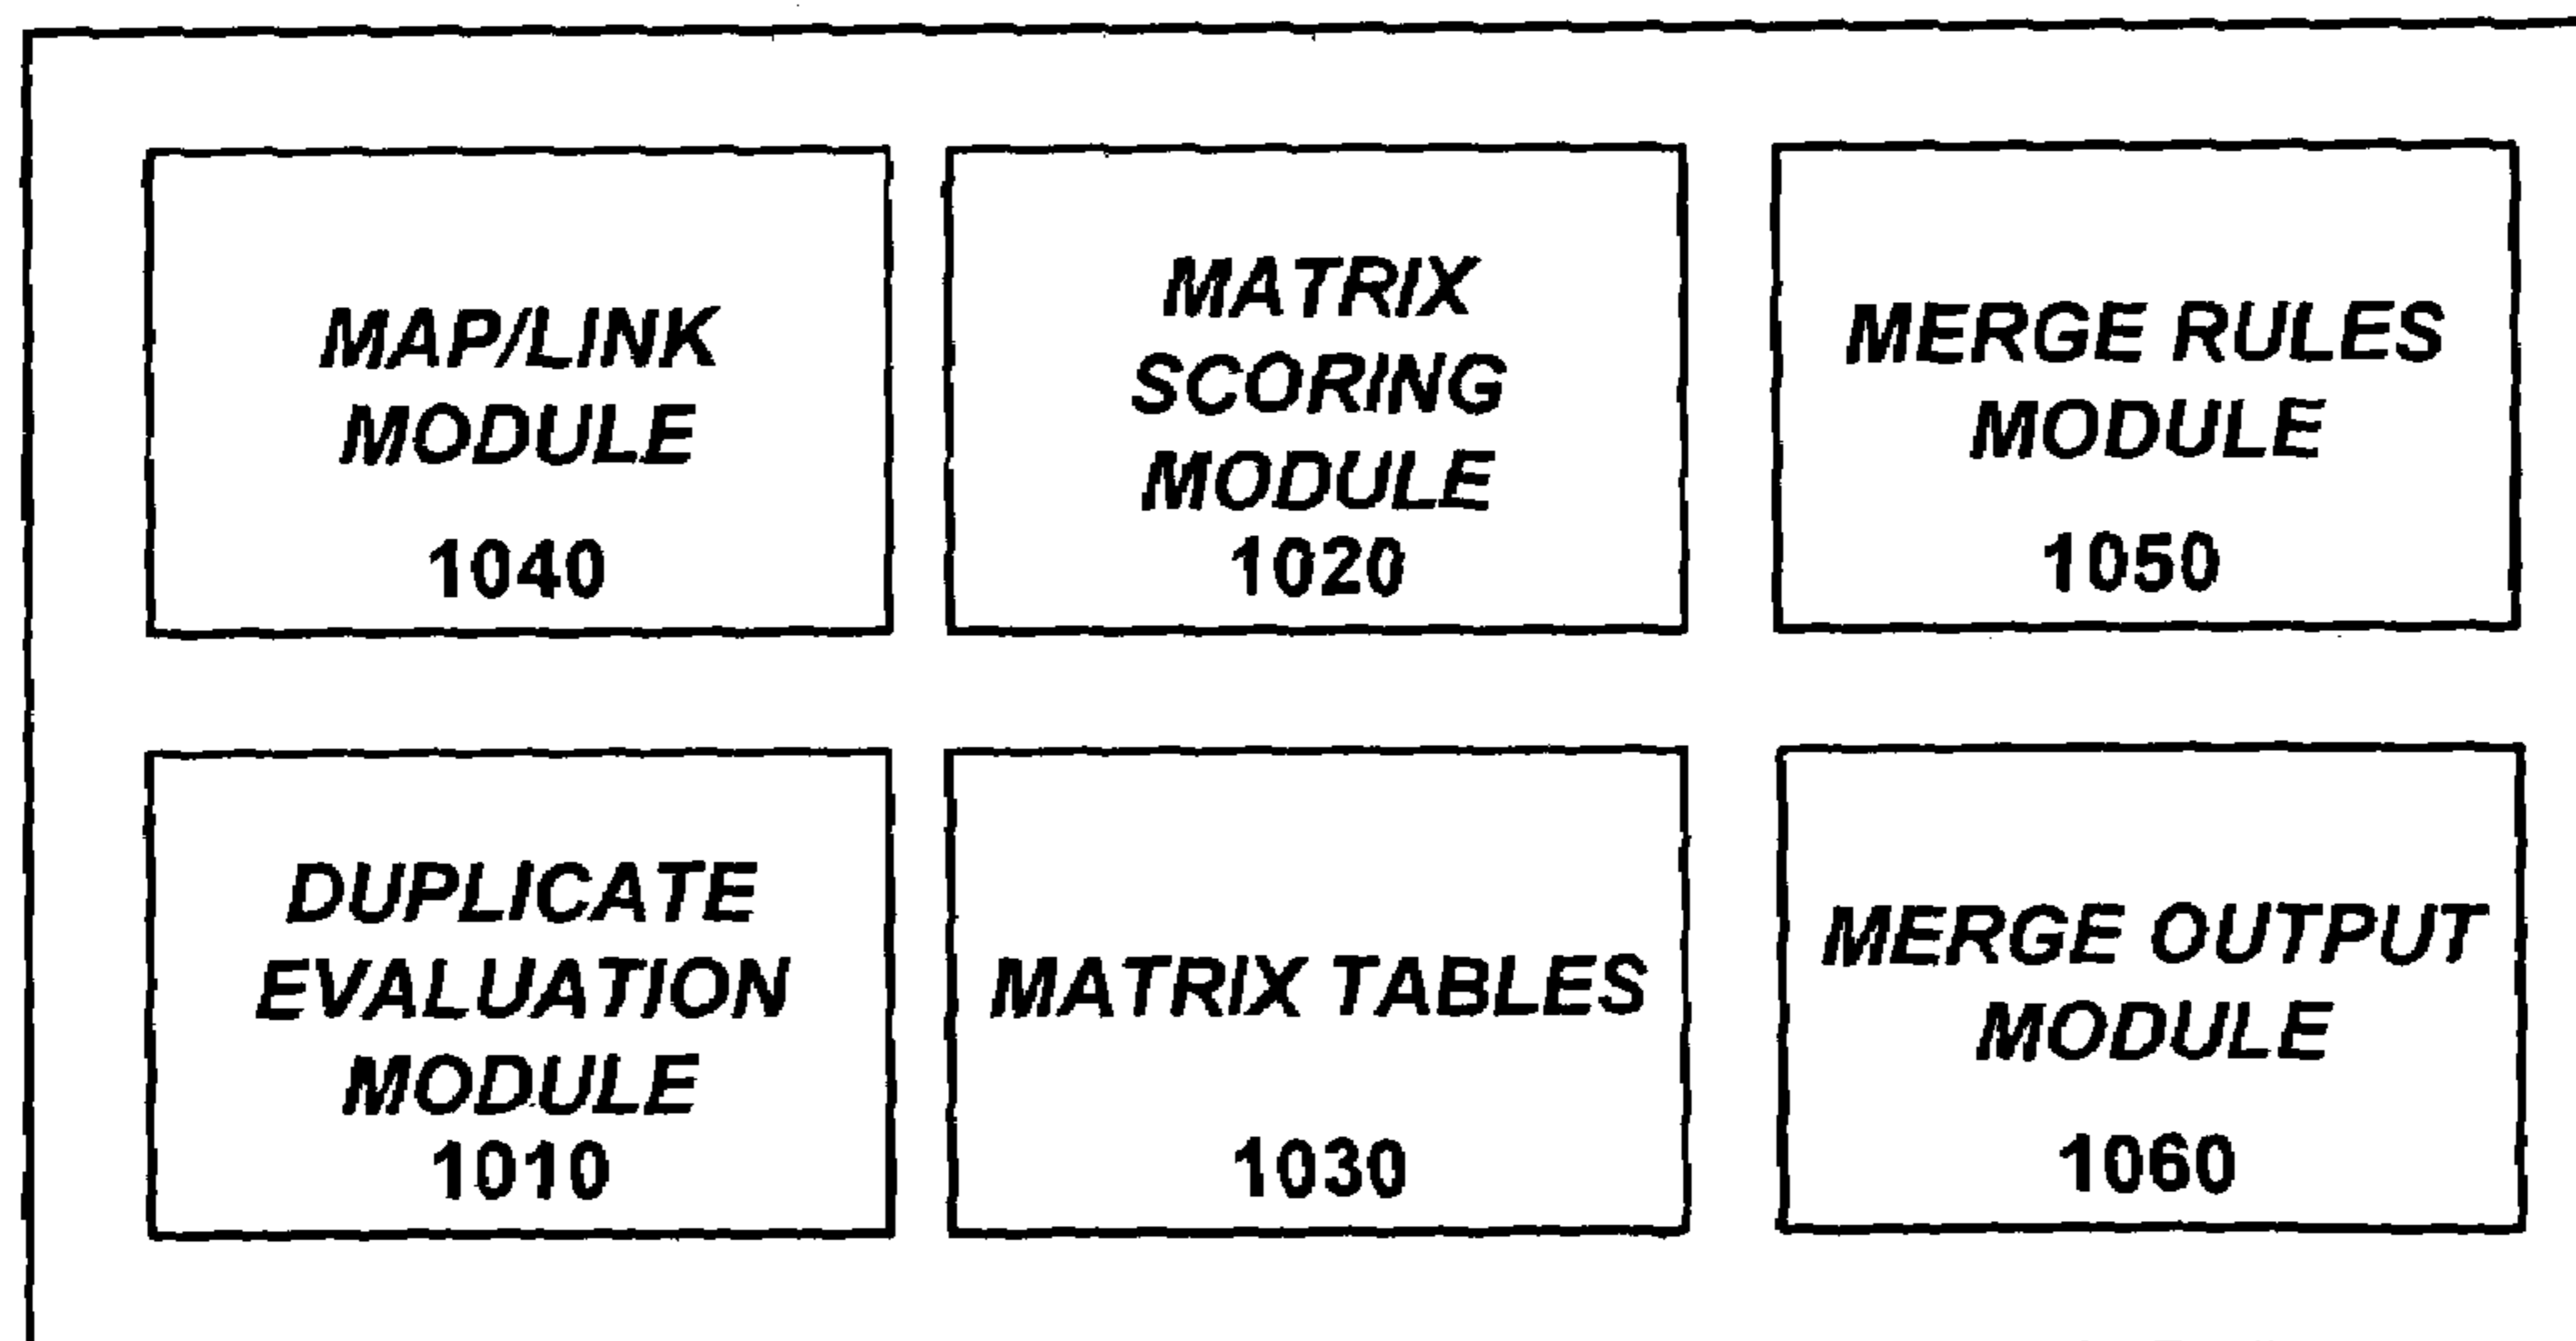 MAP/LINK
MODULE
1040
MATRIX
SCORING
MODULE
1020
MERGE RULES
MODULE
1050
DUPLICATE
EVALUATION
MODULE
1010
MATRIX TABLES
1030
MERGE OUTPUT
MODULE
1060